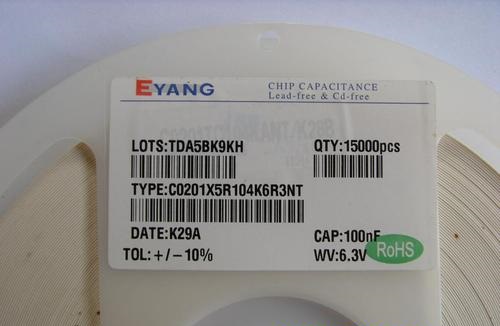 EYANG
CHIP CAPACITANCE
Lead-free & Cd-free
LOTS:TDA5BK9KH QTY:15000pcs
TYPE:C0201X5R104K6R3NT
DATE:K29A CAP:100nF
TOL:+/-10% WV:6.3V RoHS